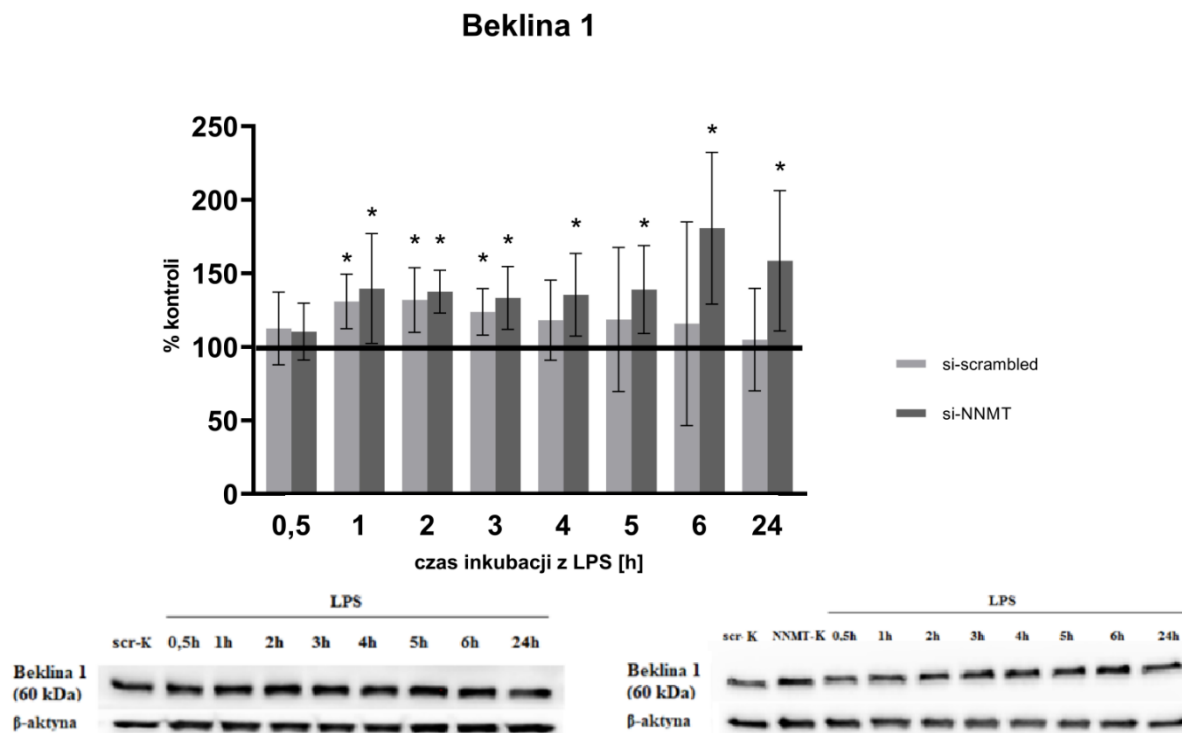 Beklina 1
250
200
150
100
50
0
% kontroli
* * * * * * * * * *
0,5 1 2 3 4 5 6 24
czas inkubacji z LPS [h]
si-scrambled
si-NNMT
LPS
scr-K 0,5h 1h 2h 3h 4h 5h 6h 24h
Beklina 1
(60 kDa)
β-aktyna
LPS
scr-K NNMT-K 0,5h 1h 2h 3h 4h 5h 6h 24h
Beklina 1
(60 kDa)
β-aktyna